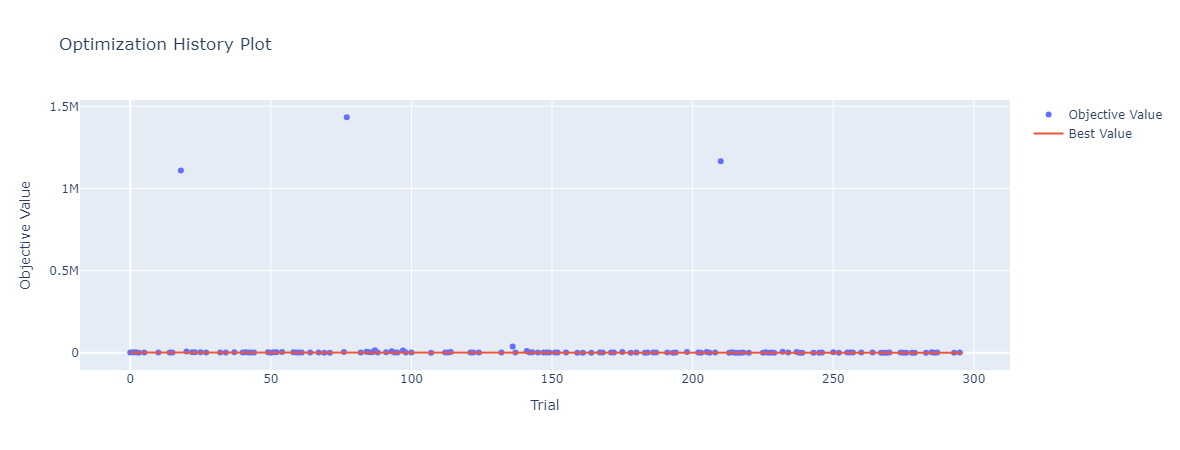 Optimization History Plot
Objective Value
Best Value
1.5M
1M
0.5M
0
Objective Value
0 50 100 150 200 250 300
Trial